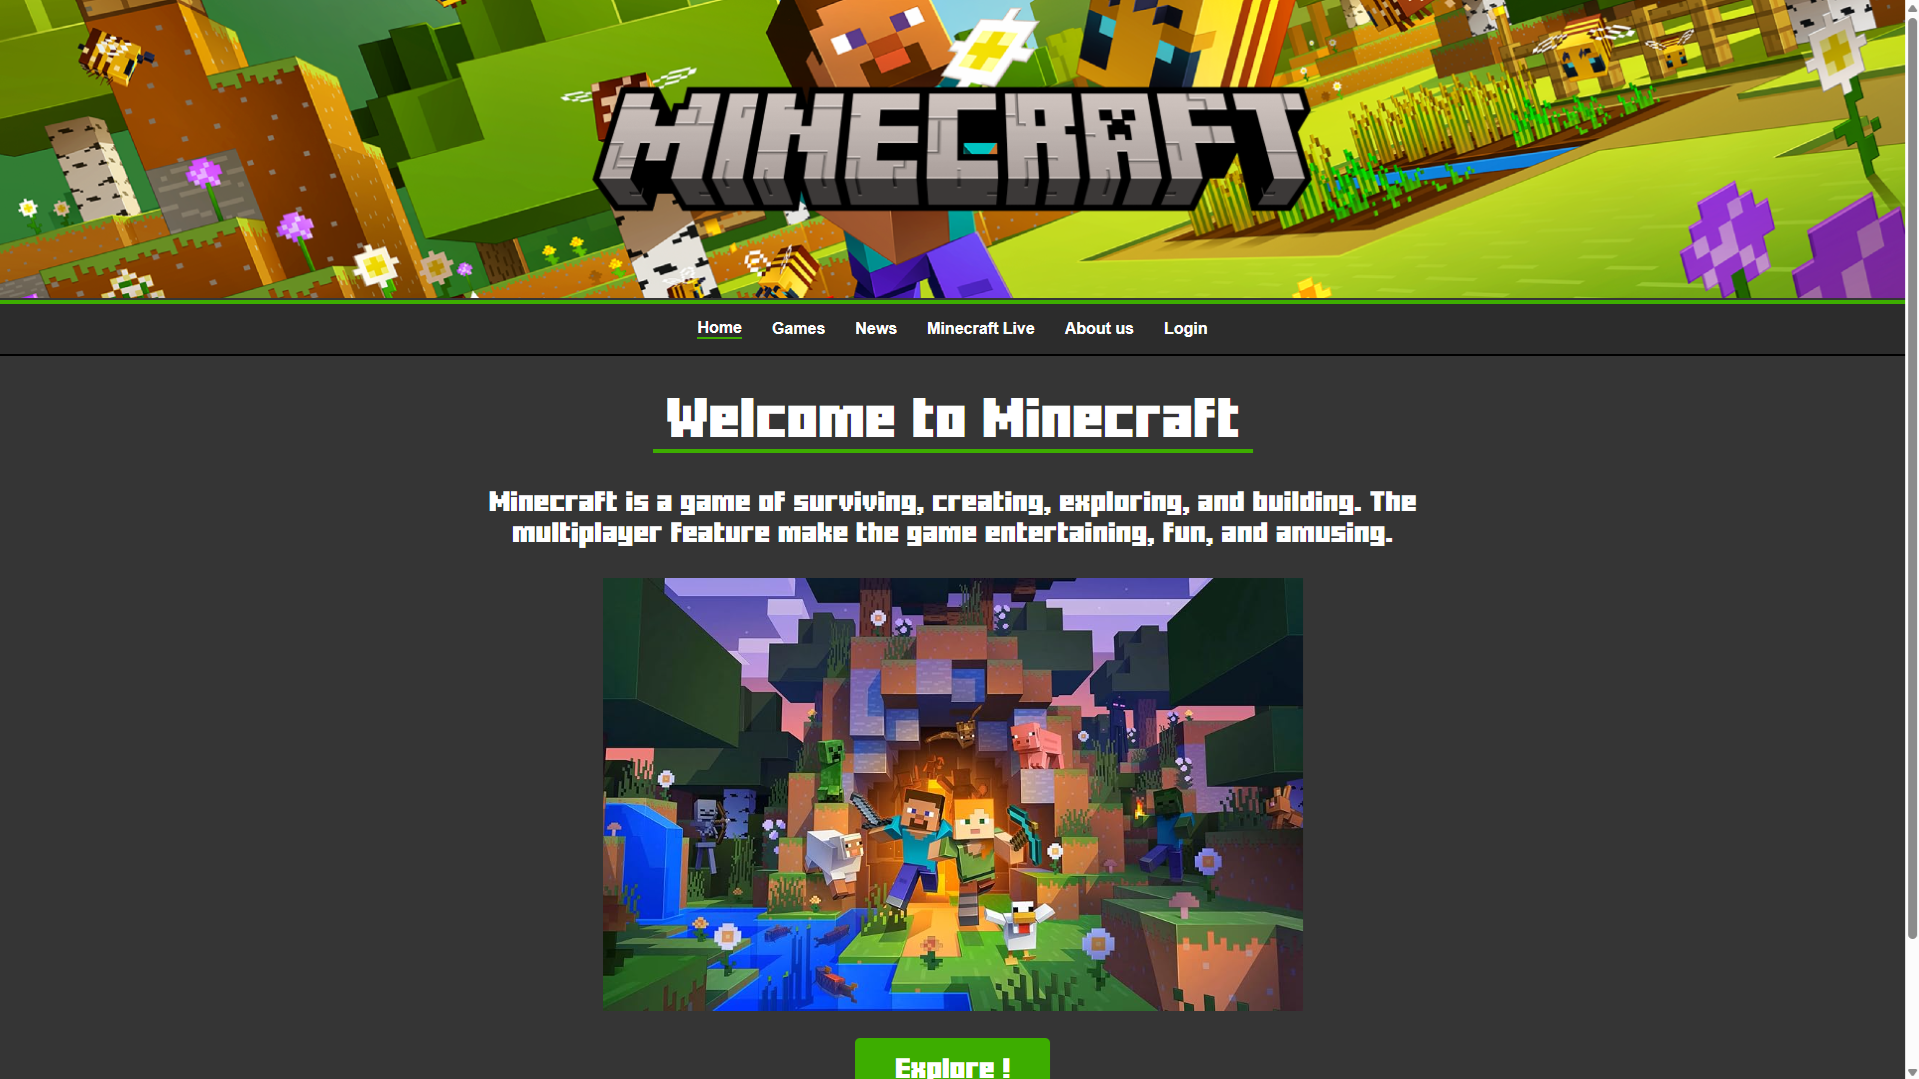 MINECRAFT
Home Games News Minecraft Live About us Login
Welcome to Minecraft
Minecraft is a game of surviving, creating, exploring, and building. The
multiplayer feature make the game entertaining, fun, and amusing.
Explore !